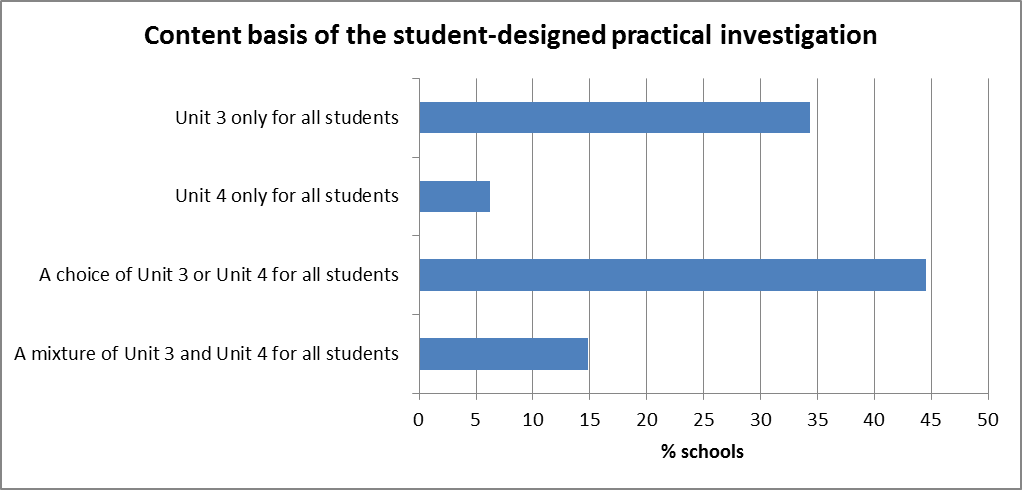 Content basis of the student-designed practical investigation
Unit 3 only for all students
Unit 4 only for all students
A choice of Unit 3 or Unit 4 for all students
A mixture of Unit 3 and Unit 4 for all students
0 5 10 15 20 25 30 35 40 45 50
% schools